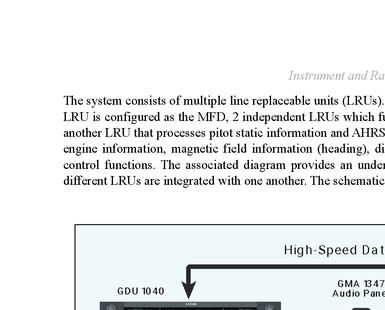 Instrument and Ra
The system consists of multiple line replaceable units (LRUs).
LRU is configured as the MFD, 2 independent LRUs which fu
another LRU that processes pitot static information and AHRS
engine information, magnetic field information (heading), di
control functions. The associated diagram provides an under
different LRUs are integrated with one another. The schematic
High-Speed Dat
GMA 1347
Audio Pane
GDU 1040